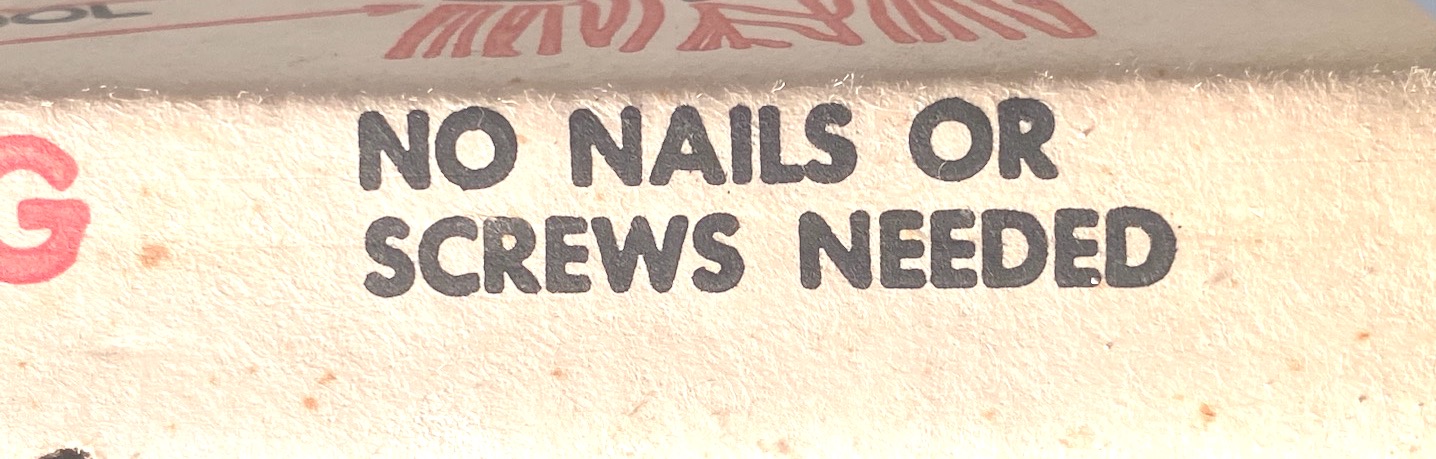 NO NAILS OR
SCREWS NEEDED